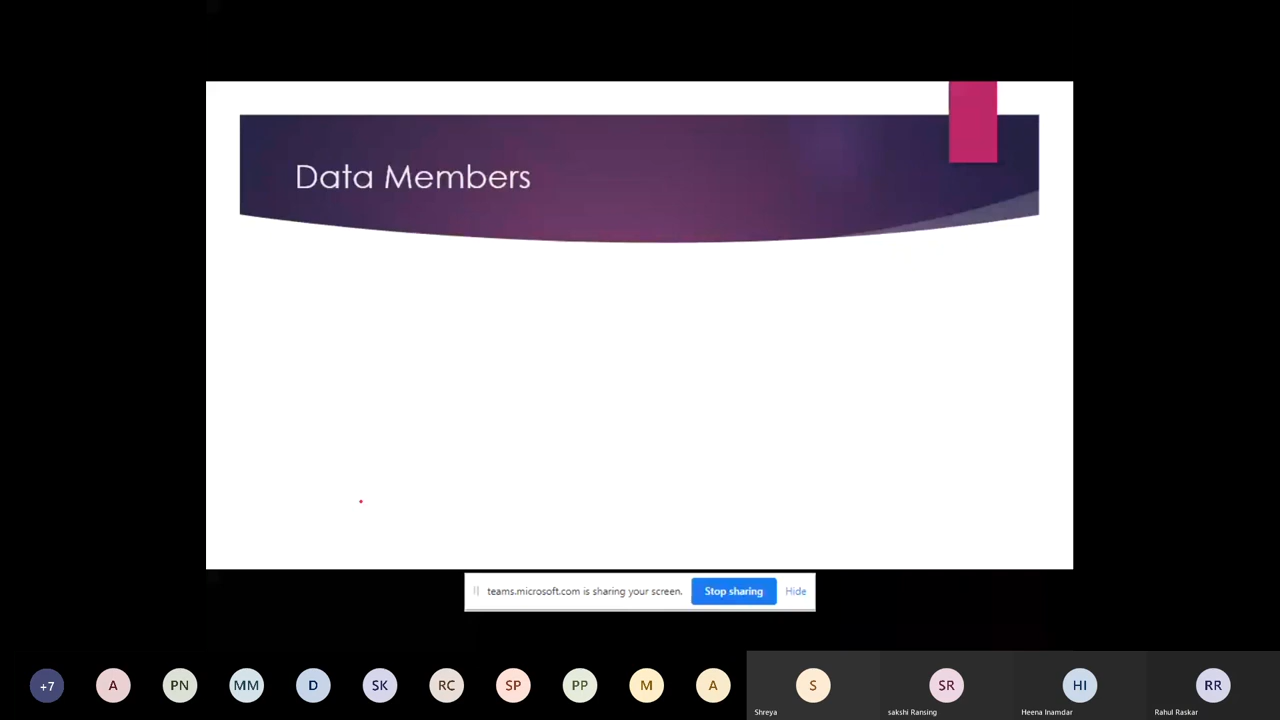 Data Members
teams.microsoft.com is sharing your screen. Stop sharing Hide
+7 A PN MM D SK RC SP PP M A S SR HI RR
Shreya sakshi Ransing Heena Inamdar Rahul Raskar